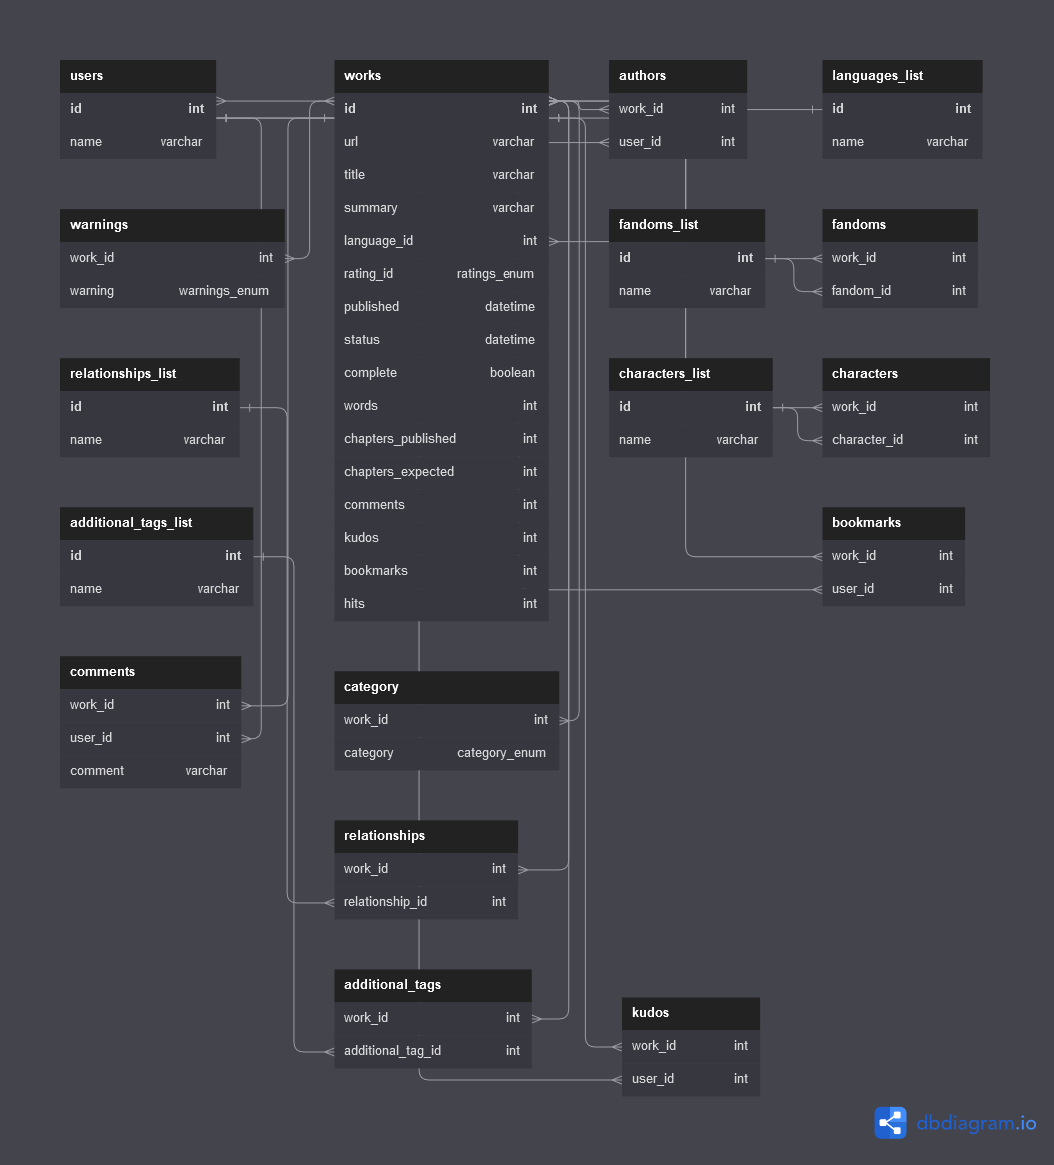 users
id int
name varchar
warnings
work_id int
warning warnings_enum
relationships_list
id int
name varchar
additional_tags_list
id int
name varchar
comments
work_id int
user_id int
comment varchar
works
id int
url varchar
title varchar
summary varchar
language_id int
rating_id ratings_enum
published datetime
status datetime
complete boolean
words int
chapters_published int
chapters_expected int
comments int
kudos int
bookmarks int
hits int
category
work_id int
category category_enum
relationships
work_id int
relationship_id int
additional_tags
work_id int
additional_tag_id int
authors
work_id int
user_id int
fandoms_list
id int
name varchar
characters_list
id int
name varchar
kudos
work_id int
user_id int
languages_list
id int
name varchar
fandoms
work_id int
fandom_id int
characters
work_id int
character_id int
bookmarks
work_id int
user_id int
dbdiagram.io